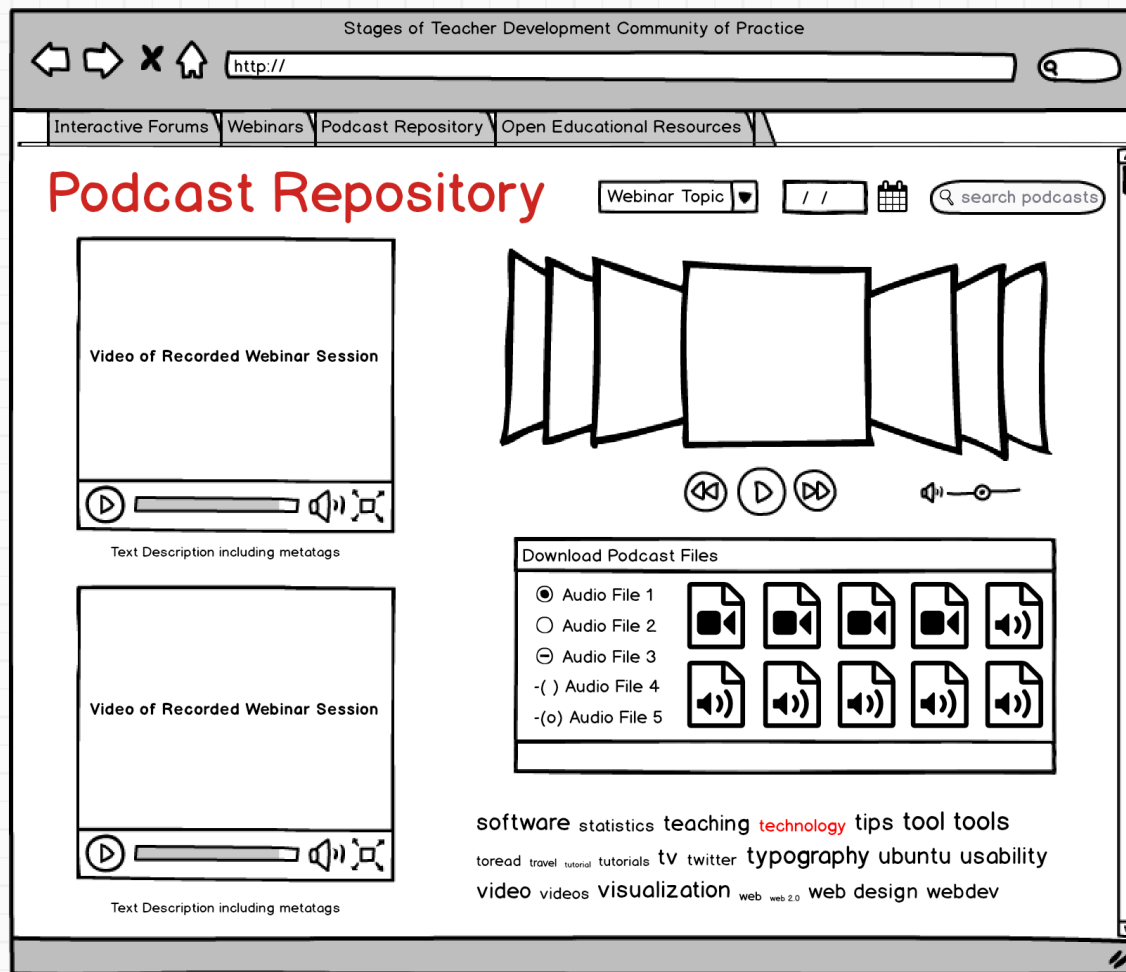 Stages of Teacher Development Community of Practice
http://
Interactive Forums Webinars Podcast Repository Open Educational Resources
Podcast Repository
Webinar Topic / / search podcasts
Video of Recorded Webinar Session
Text Description including metatags
Download Podcast Files
Audio File 1
Audio File 2
Audio File 3
-( ) Audio File 4
-(o) Audio File 5
Video of Recorded Webinar Session
Text Description including metatags
software statistics teaching technology tips tool tools
toread travel tutorial tutorials tv twitter typography ubuntu usability
video videos visualization web web 2.0 web design webdev